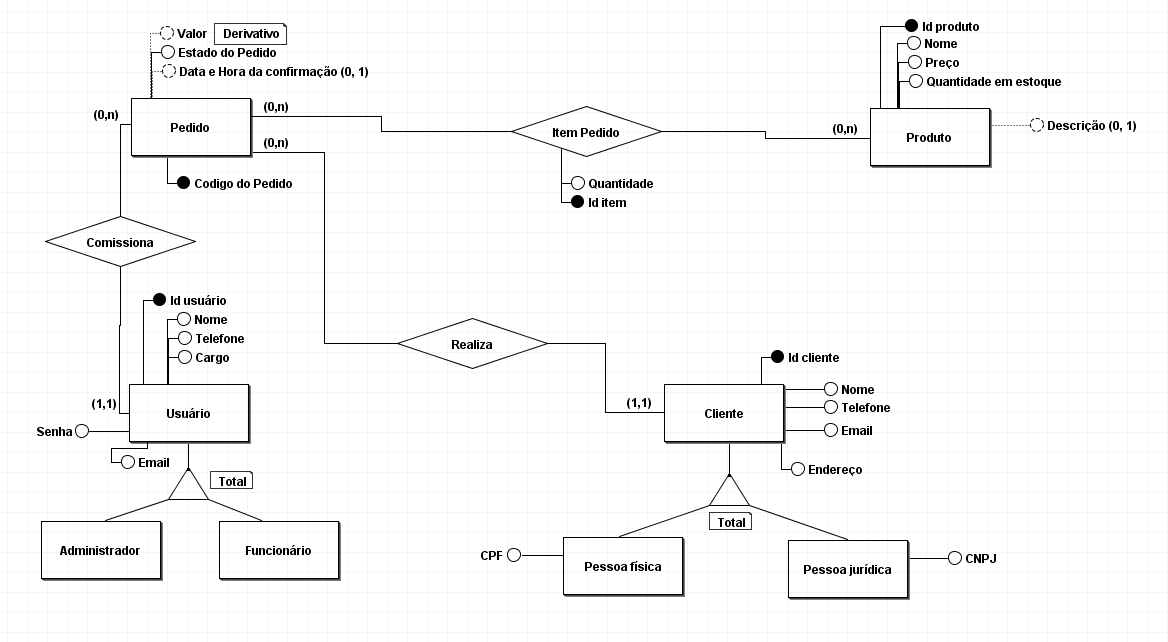 Valor
Derivativo
Estado do Pedido
Data e Hora da confirmação (0, 1)
Id produto
Nome
Preço
Quantidade em estoque
(0,n)
Pedido
(0,n)
(0,n)
Item Pedido
(0,n)
Produto
Descrição (0, 1)
Codigo do Pedido
Quantidade
Id item
Comissiona
Id usuário
Nome
Telefone
Cargo
Realiza
Id cliente
(1,1)
Usuário
(1,1)
Cliente
Nome
Telefone
Email
Senha
Email
Endereço
Total
Total
Administrador
Funcionário
CPF
Pessoa física
Pessoa jurídica
CNPJ